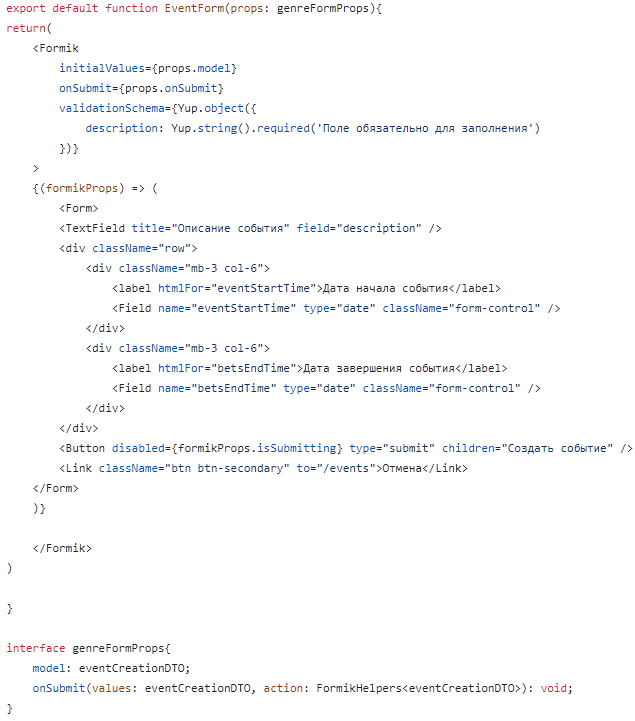 export default function EventForm(props: genreFormProps){
return(
    <Formik
        initialValues={props.model}
        onSubmit={props.onSubmit}
        validationSchema={Yup.object({
            description: Yup.string().required('Поле обязательно для заполнения')
        })}
    >
    {(formikProps) => (
        <Form>
        <TextField title="Описание события" field="description" />
        <div className="row">
            <div className="mb-3 col-6">
                <label htmlFor="eventStartTime">Дата начала события</label>
                <Field name="eventStartTime" type="date" className="form-control" />
            </div>
            <div className="mb-3 col-6">
                <label htmlFor="betsEndTime">Дата завершения события</label>
                <Field name="betsEndTime" type="date" className="form-control" />
            </div>
        </div>
        <Button disabled={formikProps.isSubmitting} type="submit" children="Создать событие" />
        <Link className="btn btn-secondary" to="/events">Отмена</Link>
    </Form>
    )}

    </Formik>
)

}

interface genreFormProps{
    model: eventCreationDTO;
    onSubmit(values: eventCreationDTO, action: FormikHelpers<eventCreationDTO>): void;
}